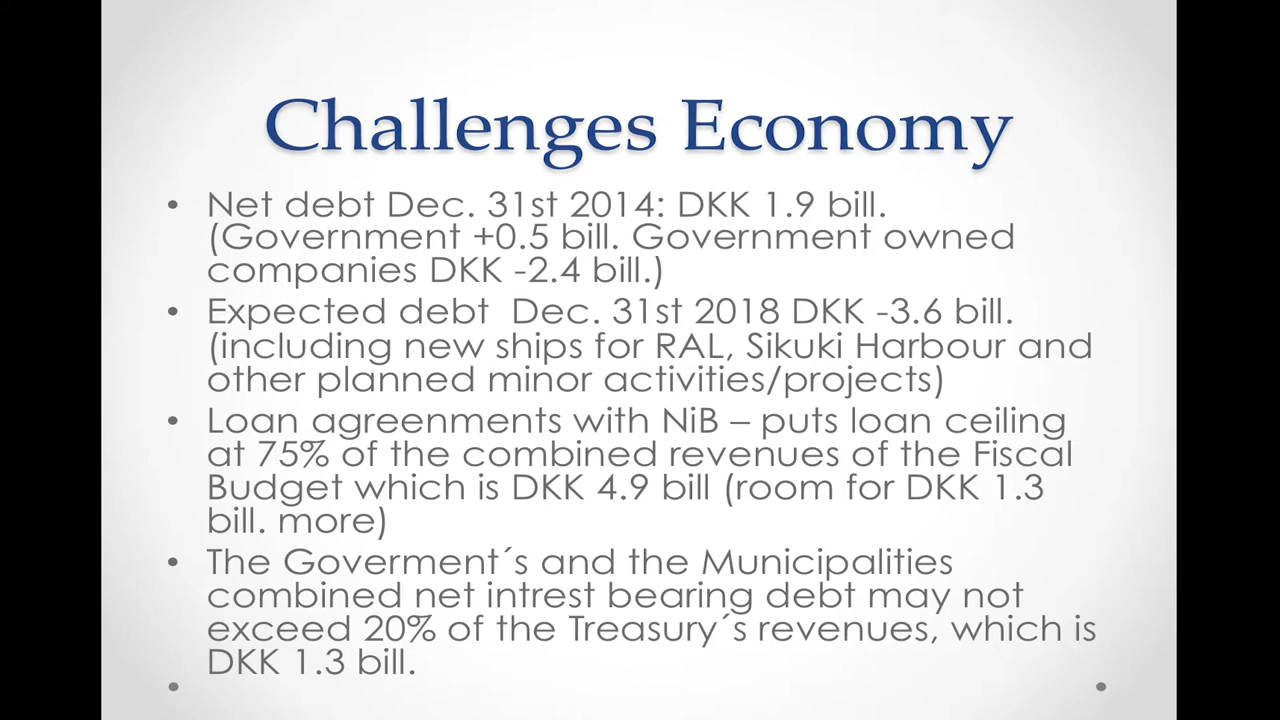 Challenges Economy
• Net debt Dec. 31st 2014: DKK 1.9 bill.
(Government +0.5 bill. Government owned
companies DKK -2.4 bill.)
• Expected debt  Dec. 31st 2018 DKK -3.6 bill.
(including new ships for RAL, Sikuki Harbour and
other planned minor activities/projects)
• Loan agreenments with NiB – puts loan ceiling
at 75% of the combined revenues of the Fiscal
Budget which is DKK 4.9 bill (room for DKK 1.3
bill. more)
• The Goverment´s and the Municipalities
combined net intrest bearing debt may not
exceed 20% of the Treasury´s revenues, which is
DKK 1.3 bill.